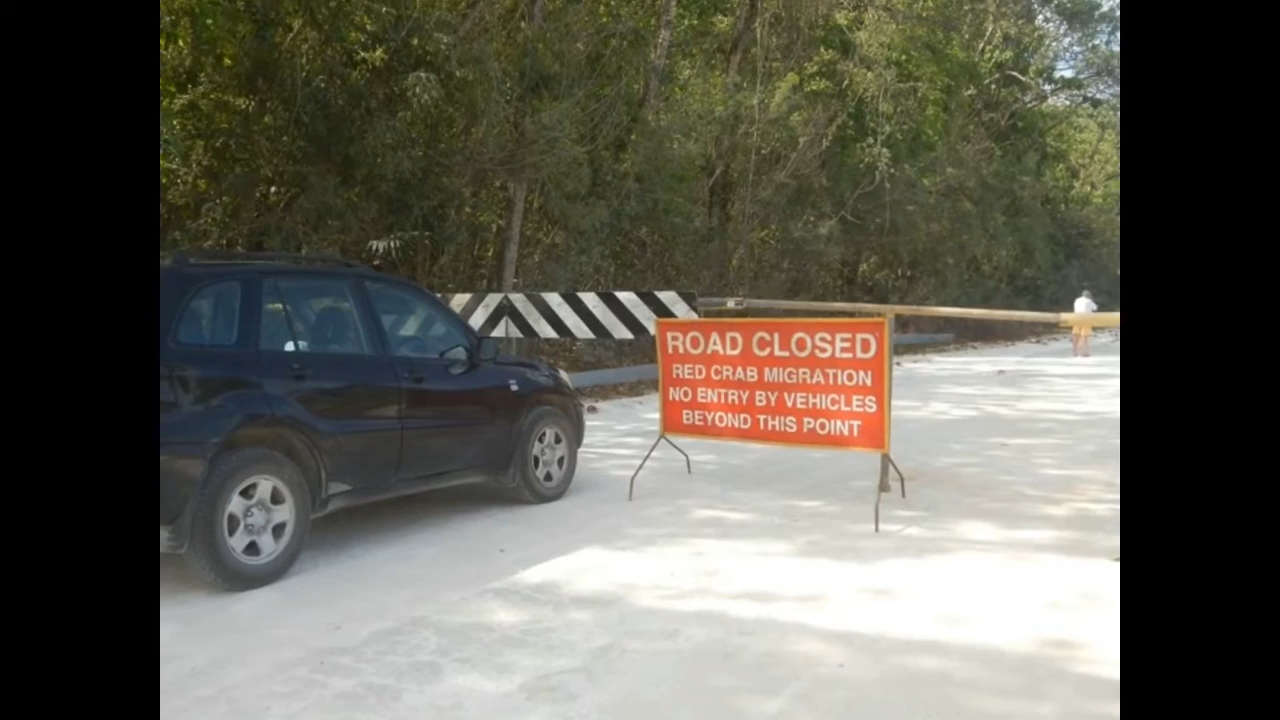 ROAD CLOSED
RED CRAB MIGRATION
NO ENTRY BY VEHICLES
BEYOND THIS POINT